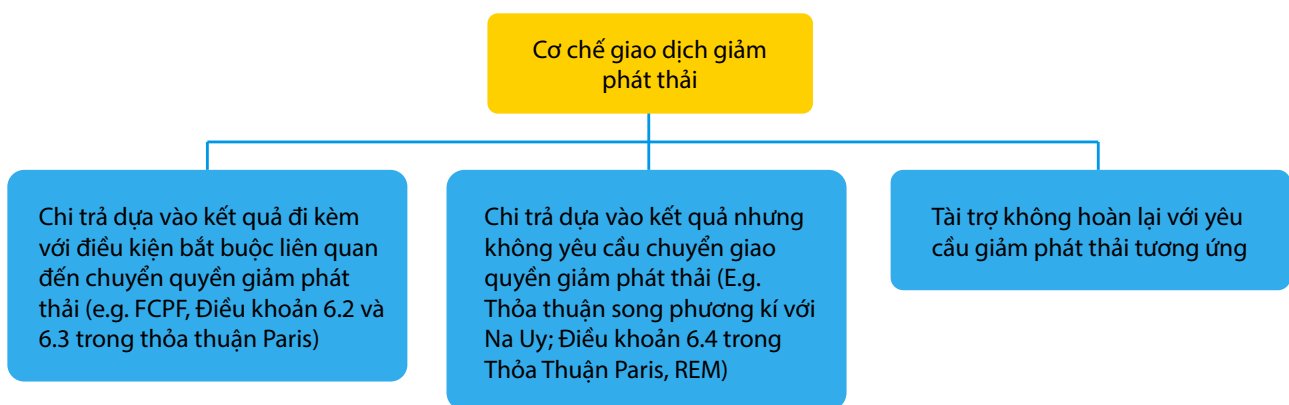 Cơ chế giao dịch giảm
phát thải
Chi trả dựa vào kết quả đi kèm
với điều kiện bắt buộc liên quan
đến chuyển quyền giảm phát
thải (e.g. FCPF, Điều khoản 6.2 và
6.3 trong thỏa thuận Paris)
Chi trả dựa vào kết quả nhưng
không yêu cầu chuyển giao
quyền giảm phát thải (E.g.
Thỏa thuận song phương kí với
Na Uy; Điều khoản 6.4 trong
Thỏa Thuận Paris, REM)
Tài trợ không hoàn lại với yêu
cầu giảm phát thải tương ứng